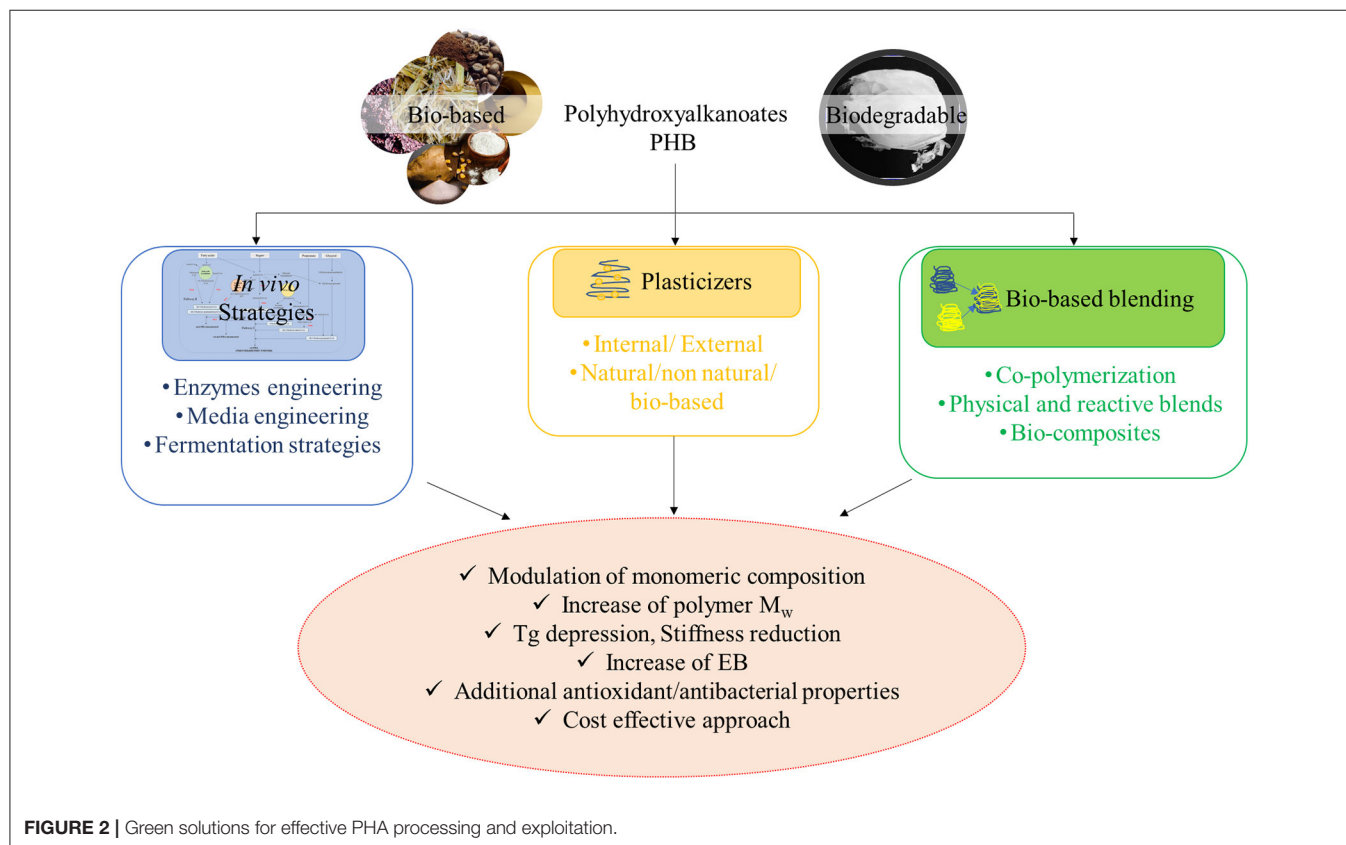 Bio-based
Polyhydroxyalkanoates
PHB
Biodegradable
In vivo
Strategies
• Enzymes engineering
• Media engineering
• Fermentation strategies
Plasticizers
• Internal/ External
• Natural/non natural/
bio-based
Bio-based blending
• Co-polymerization
• Physical and reactive blends
• Bio-composites
✓ Modulation of monomeric composition
✓ Increase of polymer Mw
✓ Tg depression, Stiffness reduction
✓ Increase of EB
✓ Additional antioxidant/antibacterial properties
✓ Cost effective approach
FIGURE 2 | Green solutions for effective PHA processing and exploitation.